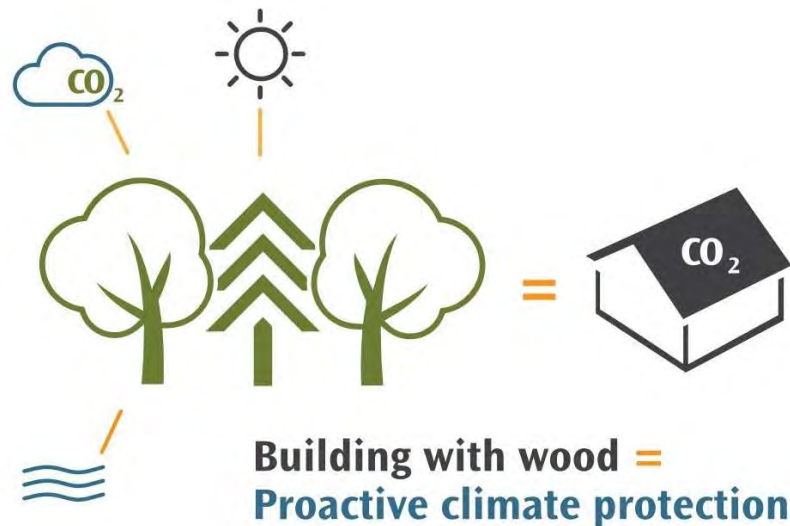 CO₂
CO₂
Building with wood =
Proactive climate protection